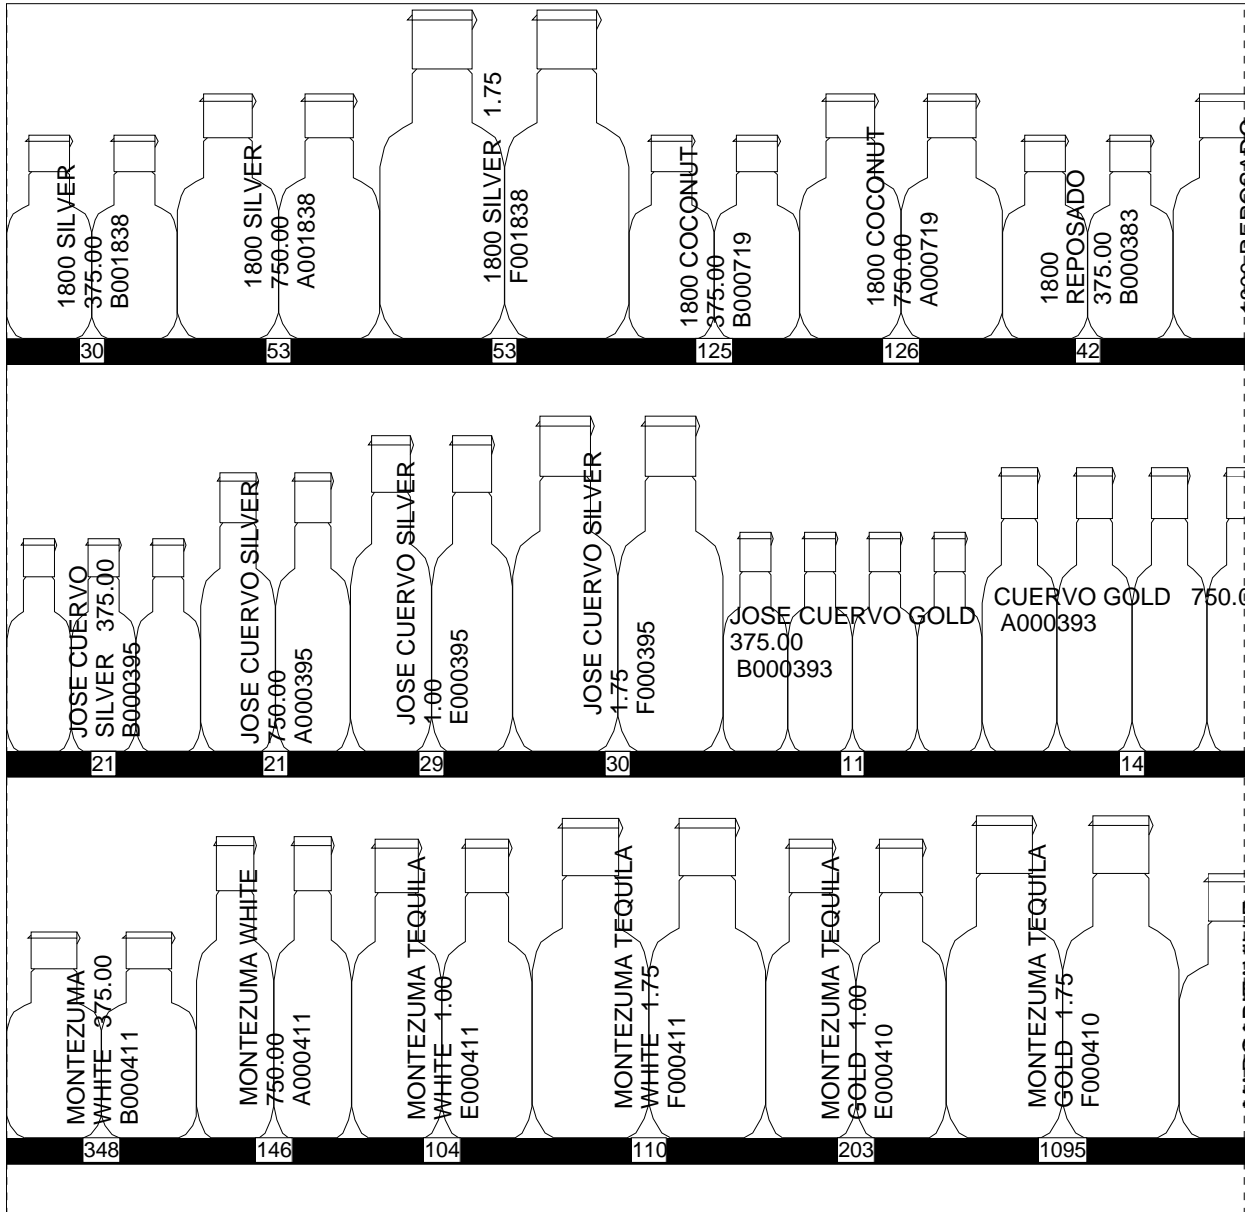 1800 SILVER
375.00
B001838
1800 SILVER
750.00
A001838
1800 SILVER 1.75
F001838
1800 COCONUT
375.00
B000719
1800 COCONUT
750.00
A000719
1800
REPOSADO
375.00
B000383
1800 REPOSADO
30 53 53 125 126 42
JOSE CUERVO
SILVER 375.00
B000395
JOSE CUERVO SILVER
750.00
A000395
JOSE CUERVO SILVER
1.00
E000395
JOSE CUERVO SILVER
1.75
F000395
JOSE CUERVO GOLD
375.00
B000393
CUERVO GOLD 750.0
A000393
21 21 29 30 11 14
MONTEZUMA
WHITE 375.00
B000411
MONTEZUMA WHITE
750.00
A000411
MONTEZUMA TEQUILA
WHITE 1.00
E000411
MONTEZUMA TEQUILA
WHITE 1.75
F000411
MONTEZUMA TEQUILA
GOLD 1.00
E000410
MONTEZUMA TEQUILA
GOLD 1.75
F000410
348 146 104 110 203 1095